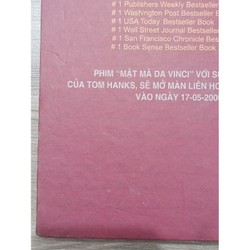 # 1 Publishers Weekly Bestseller B
# 1 Washington Post Bestseller B
# 1 USA Today Bestseller Book
# 1 Wall Street Journal Bestseller
# 1 San Francisco Chronicle Best
# 1 Book Sense Bestseller Book
PHIM "MẬT MÃ DA VINCI" VỚI S
CỦA TOM HANKS, SẼ MỞ MÀN LIÊN HO
VÀO NGÀY 17-05-200